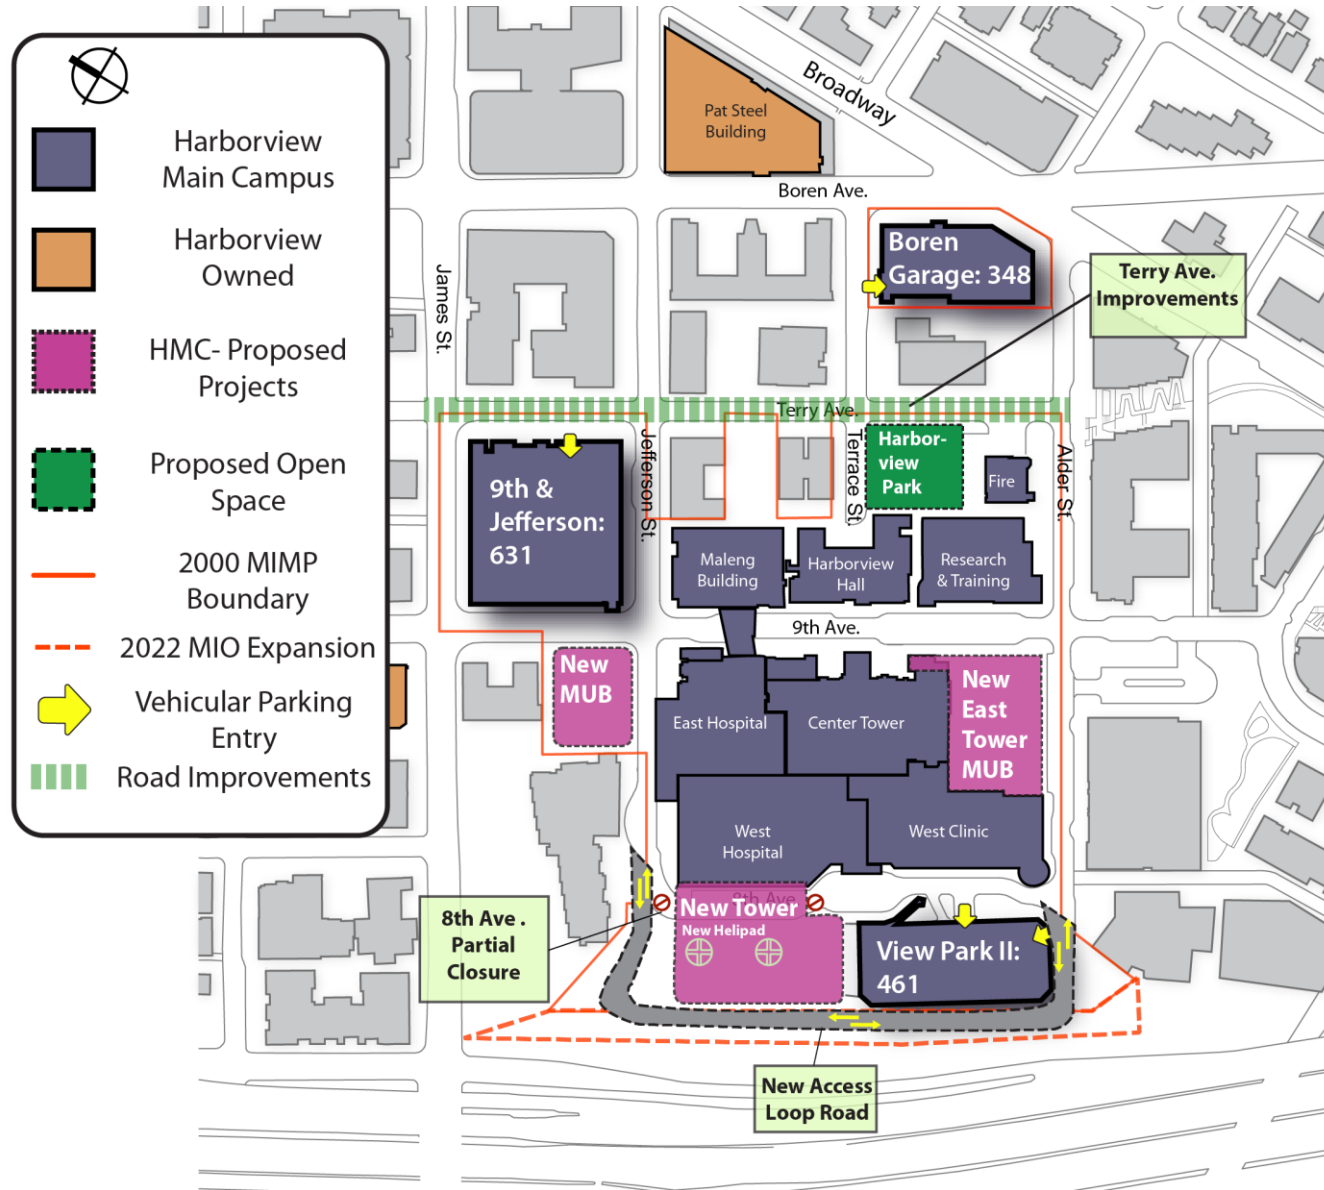 Harborview
Main Campus
Harborview
Owned
HMC- Proposed
Projects
Proposed Open
Space
2000 MIMP
Boundary
2022 MIO Expansion
Vehicular Parking
Entry
Road Improvements
Broadway
Pat Steel
Building
Boren Ave.
Boren
Garage: 348
Terry Ave.
Improvements
James St.
Terry Ave.
Jefferson St.
Terrace St.
Alder St.
Harbor-
view
Park
Fire
9th &
Jefferson:
631
Maleng
Building
Harborview
Hall
Research
& Training
9th Ave.
New
MUB
East Hospital
Center Tower
New
East
Tower
MUB
West
Hospital
West Clinic
8th Ave
New Tower
New Helipad
8th Ave .
Partial
Closure
View Park II:
461
New Access
Loop Road